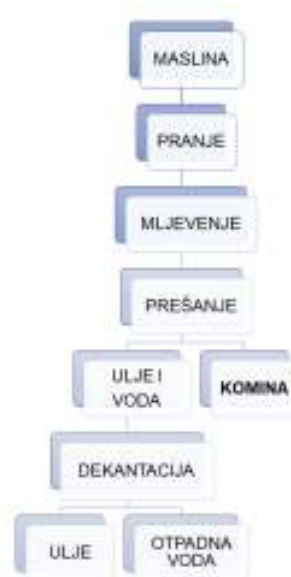 MASLINA
PRANJE
MLJEVENJE
PREŠANJE
ULJE I
VODA
KOMINA
DEKANTACIJA
ULJE
OTPADNA
VODA